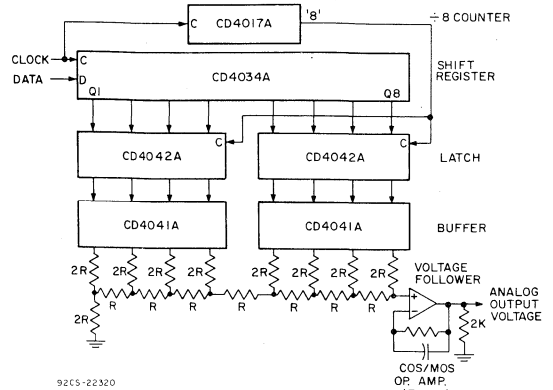 C CD4017A '8' ÷8 COUNTER
CLOCK C
DATA D CD4034A SHIFT REGISTER
Q1 Q8
CD4042A C CD4042A C LATCH
CD4041A CD4041A BUFFER
2R 2R 2R 2R 2R 2R 2R 2R VOLTAGE FOLLOWER
R R R R R R R
2R
+
−
ANALOG OUTPUT VOLTAGE
2K
COS/MOS
OP. AMP.
92CS-22320